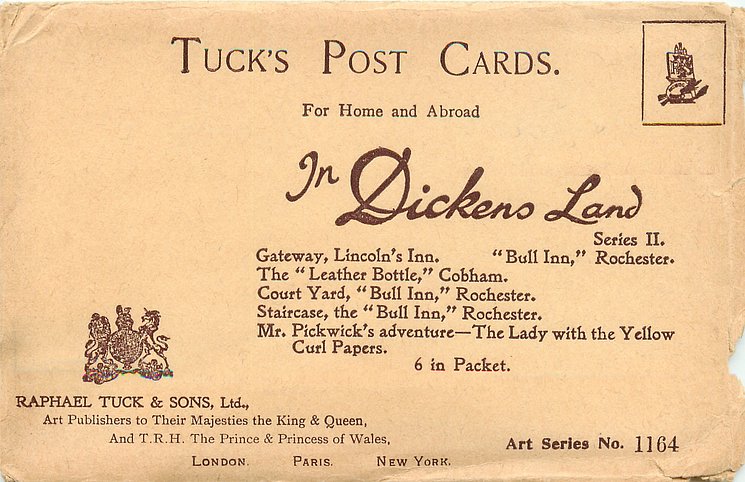 TUCK'S POST CARDS.
For Home and Abroad
In Dickens Land
Series II.
Gateway, Lincoln's Inn. "Bull Inn," Rochester.
The "Leather Bottle," Cobham.
Court Yard, "Bull Inn," Rochester.
Staircase, the "Bull Inn," Rochester.
Mr. Pickwick's adventure—The Lady with the Yellow
Curl Papers.
6 in Packet.
RAPHAEL TUCK & SONS, Ltd.,
Art Publishers to Their Majesties the King & Queen,
And T.R.H. The Prince & Princess of Wales,
LONDON. PARIS. NEW YORK.
Art Series No. 1164